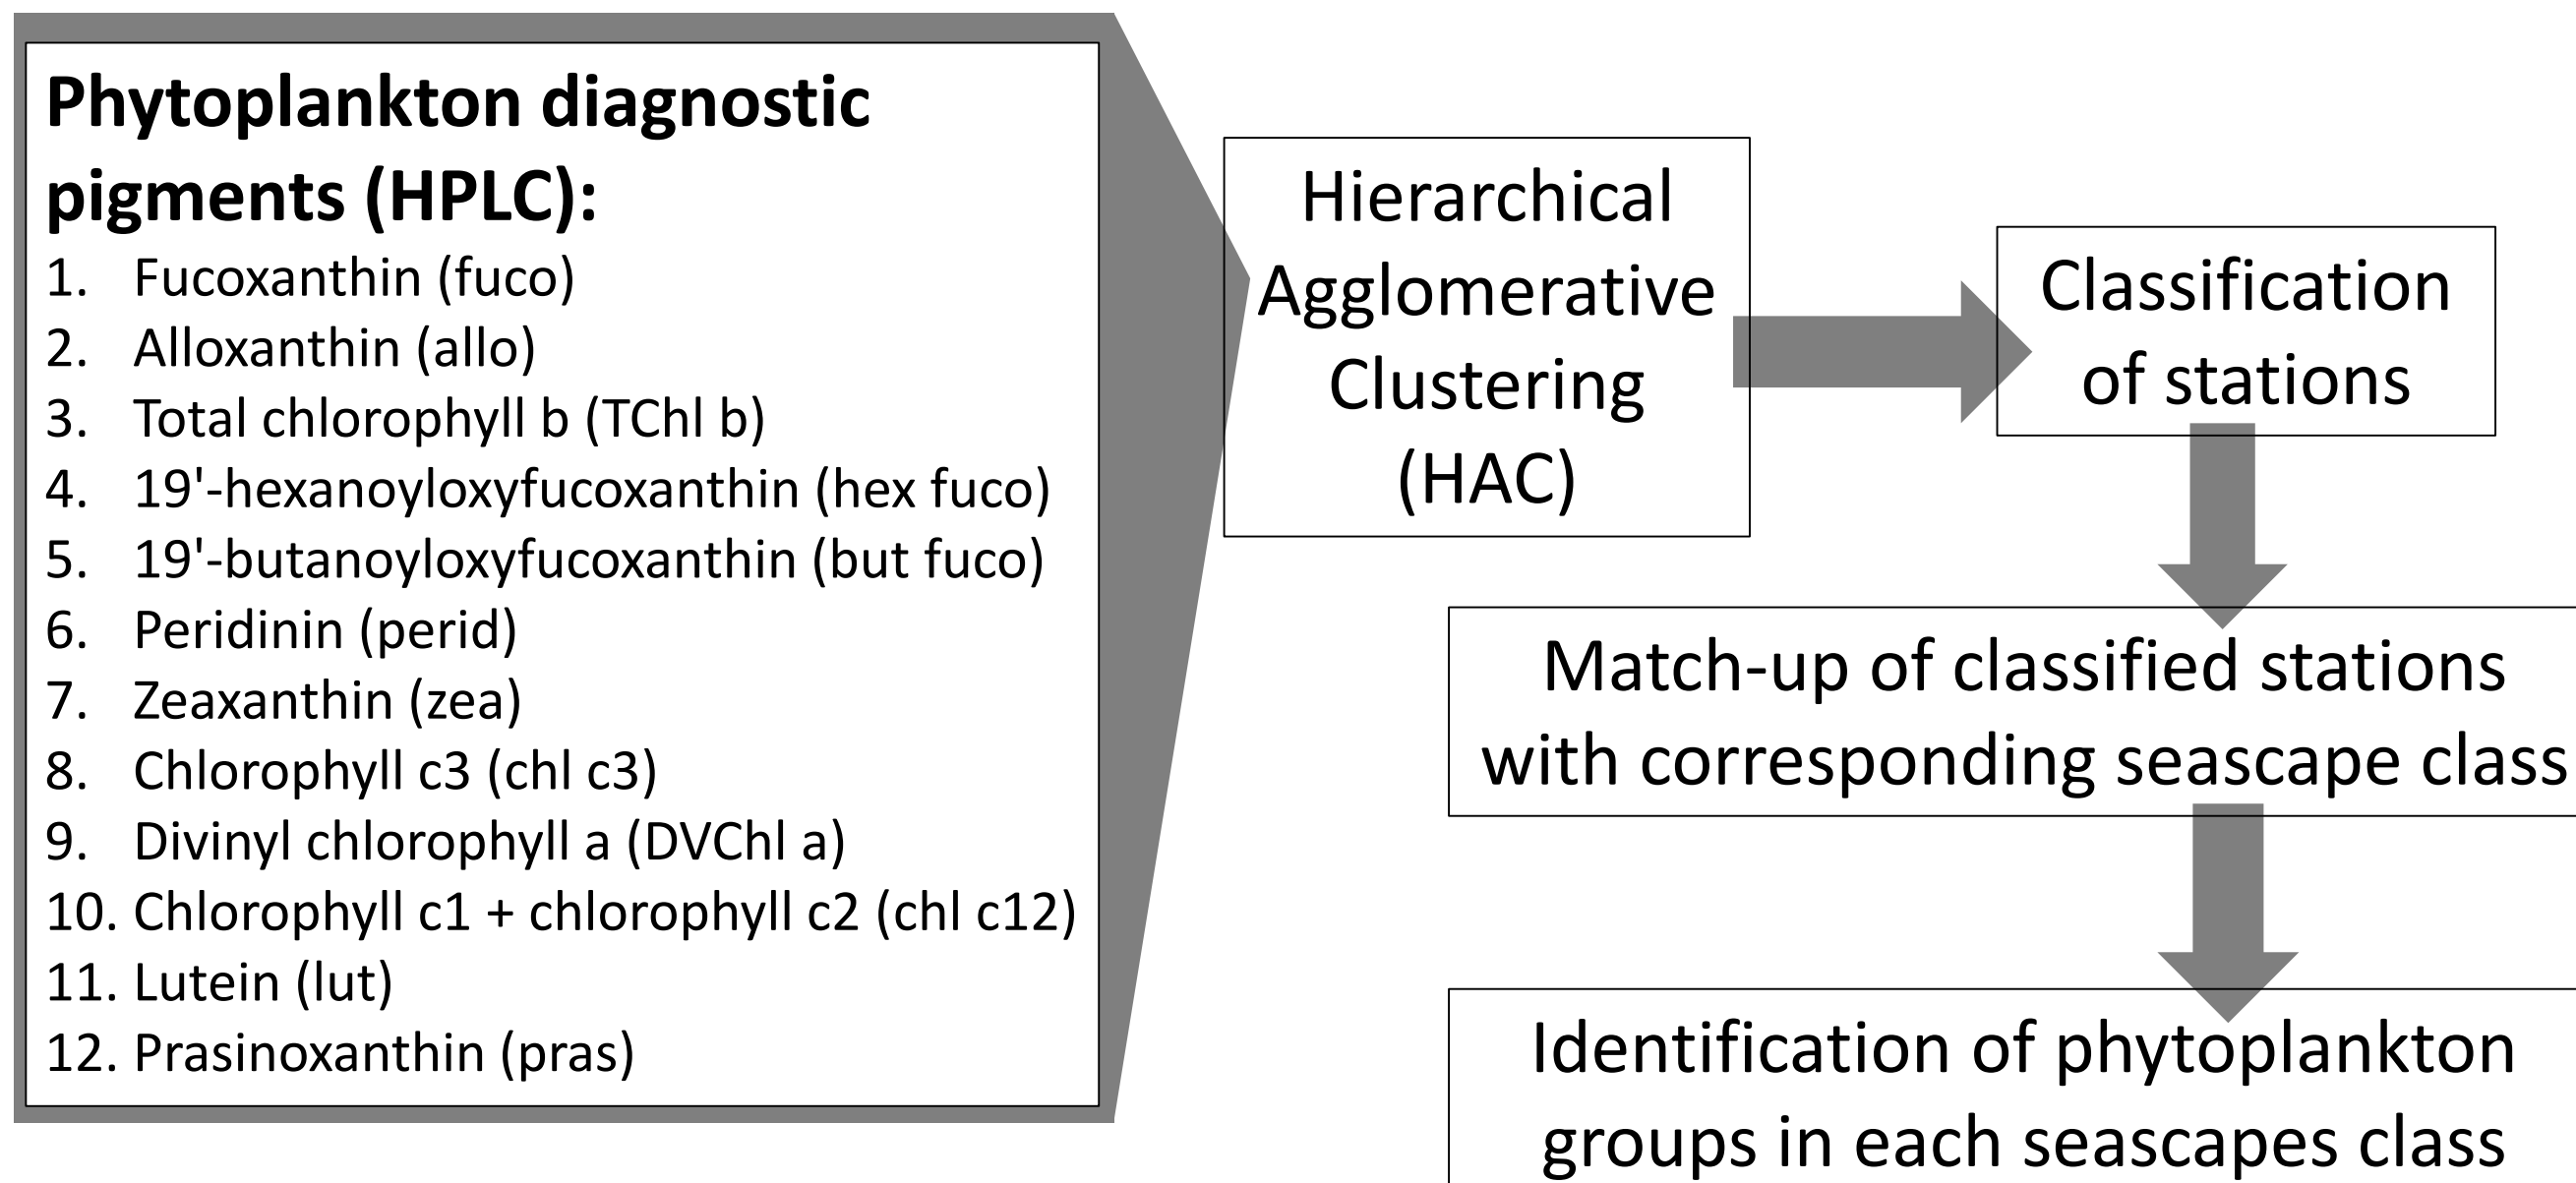 Phytoplankton diagnostic
pigments (HPLC):
1. Fucoxanthin (fuco)
2. Alloxanthin (allo)
3. Total chlorophyll b (TChl b)
4. 19'-hexanoyloxyfucoxanthin (hex fuco)
5. 19'-butanoyloxyfucoxanthin (but fuco)
6. Peridinin (perid)
7. Zeaxanthin (zea)
8. Chlorophyll c3 (chl c3)
9. Divinyl chlorophyll a (DVChl a)
10. Chlorophyll c1 + chlorophyll c2 (chl c12)
11. Lutein (lut)
12. Prasinoxanthin (pras)
Hierarchical
Agglomerative
Clustering
(HAC)
Classification
of stations
Match-up of classified stations
with corresponding seascape class
Identification of phytoplankton
groups in each seascapes class